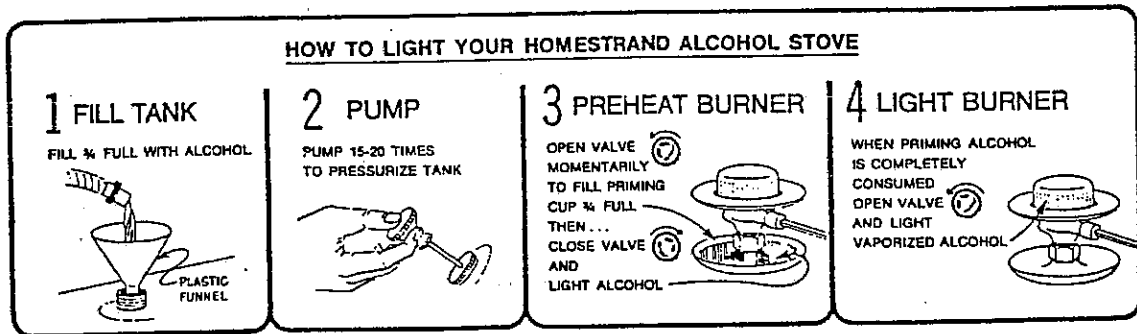 HOW TO LIGHT YOUR HOMESTRAND ALCOHOL STOVE
1 FILL TANK
FILL ¾ FULL WITH ALCOHOL
PLASTIC
FUNNEL
2 PUMP
PUMP 15-20 TIMES
TO PRESSURIZE TANK
3 PREHEAT BURNER
OPEN VALVE
MOMENTARILY
TO FILL PRIMING
CUP ¾ FULL
THEN...
CLOSE VALVE
AND
LIGHT ALCOHOL
4 LIGHT BURNER
WHEN PRIMING ALCOHOL
IS COMPLETELY
CONSUMED
OPEN VALVE
AND LIGHT
VAPORIZED ALCOHOL